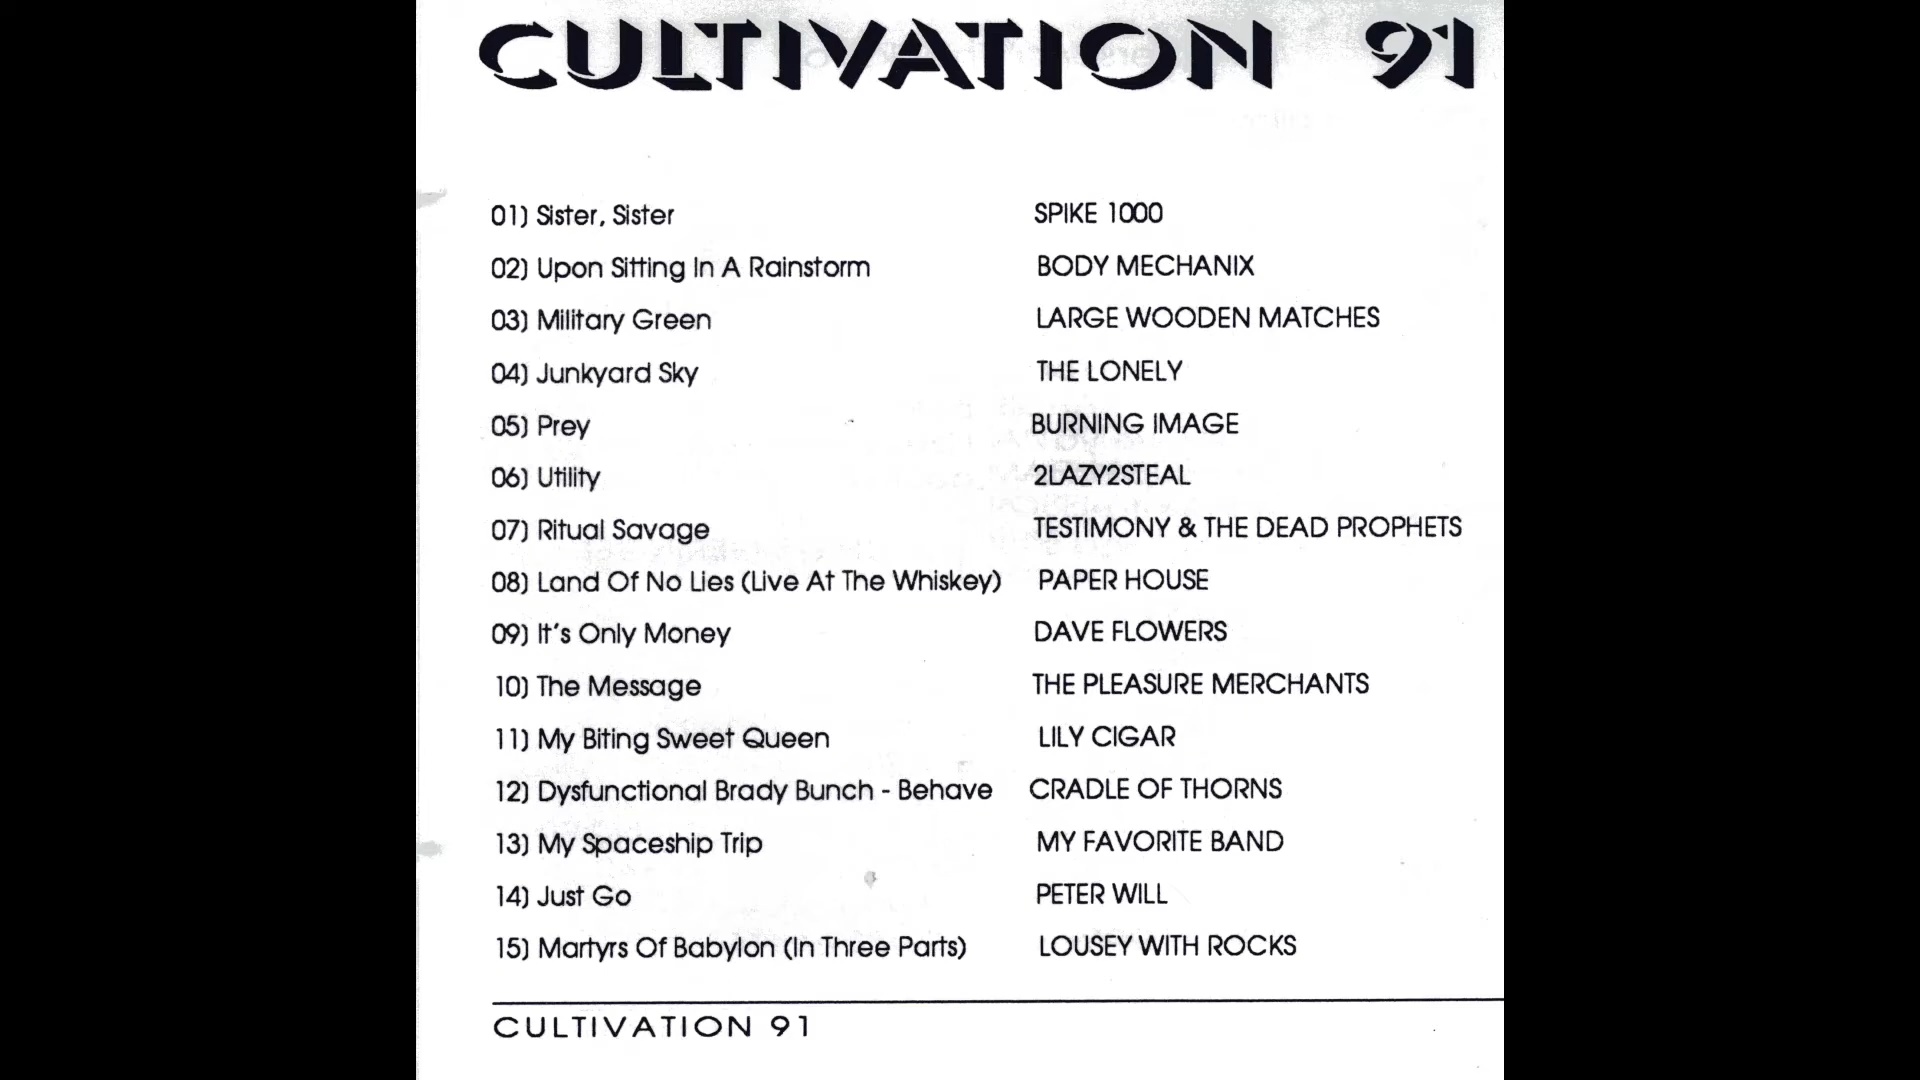 CULTIVATION 91
01) Sister, Sister SPIKE 1000
02) Upon Sitting In A Rainstorm BODY MECHANIX
03) Military Green LARGE WOODEN MATCHES
04) Junkyard Sky THE LONELY
05) Prey BURNING IMAGE
06) Utility 2LAZY2STEAL
07) Ritual Savage TESTIMONY & THE DEAD PROPHETS
08) Land Of No Lies (Live At The Whiskey) PAPER HOUSE
09) It's Only Money DAVE FLOWERS
10) The Message THE PLEASURE MERCHANTS
11) My Biting Sweet Queen LILY CIGAR
12) Dysfunctional Brady Bunch - Behave CRADLE OF THORNS
13) My Spaceship Trip MY FAVORITE BAND
14) Just Go PETER WILL
15) Martyrs Of Babylon (In Three Parts) LOUSEY WITH ROCKS
CULTIVATION 91